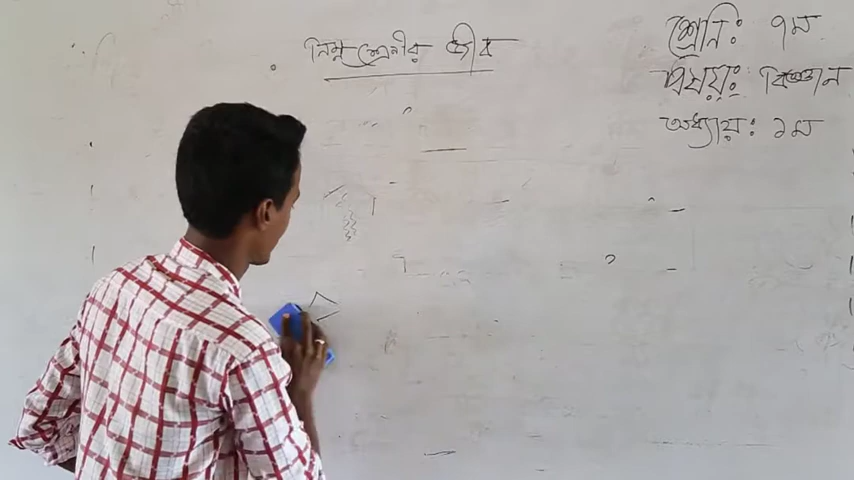 নিম্ন শ্রেনীর জীব
শ্রেনি: ৭ম
বিষয়: বিজ্ঞান
অধ্যায়: ১ম